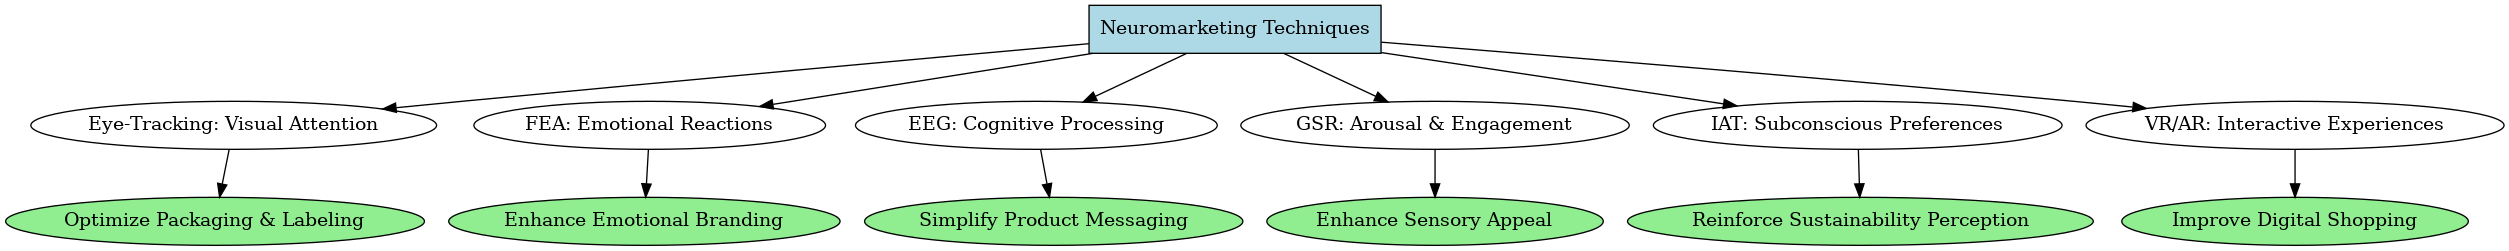 Neuromarketing Techniques
Eye-Tracking: Visual Attention
FEA: Emotional Reactions
EEG: Cognitive Processing
GSR: Arousal & Engagement
IAT: Subconscious Preferences
VR/AR: Interactive Experiences
Optimize Packaging & Labeling
Enhance Emotional Branding
Simplify Product Messaging
Enhance Sensory Appeal
Reinforce Sustainability Perception
Improve Digital Shopping